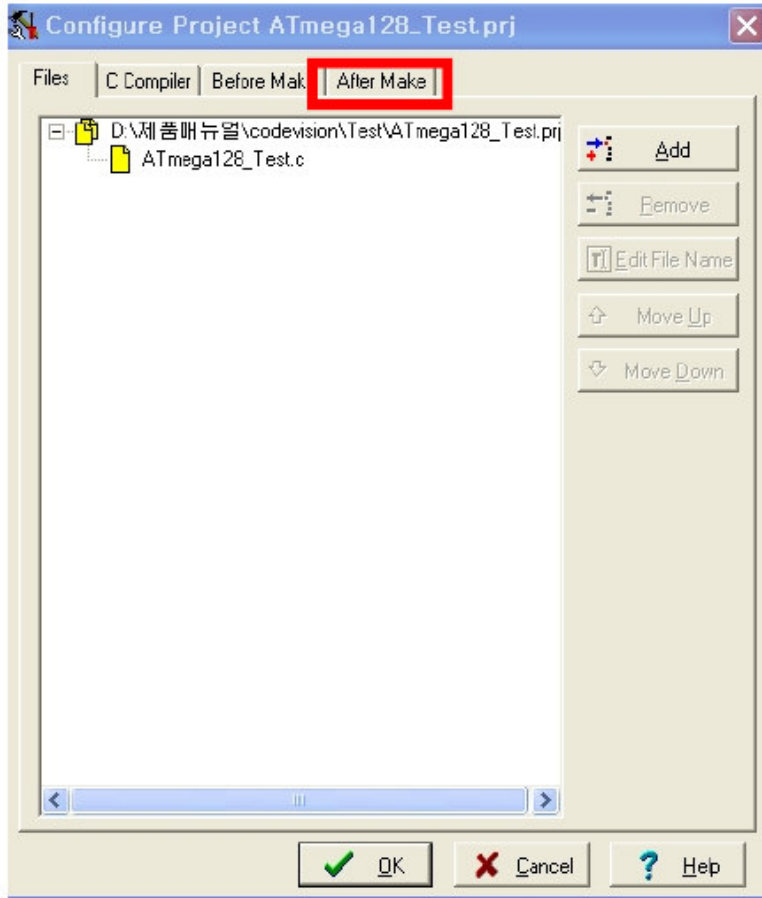 Configure Project ATmega128_Test.prj
Files C Compiler Before Mak After Make
D:\제품매뉴얼\codevision\Test\ATmega128_Test.prj
ATmega128_Test.c
Add
Remove
Edit File Name
Move Up
Move Down
OK Cancel Help